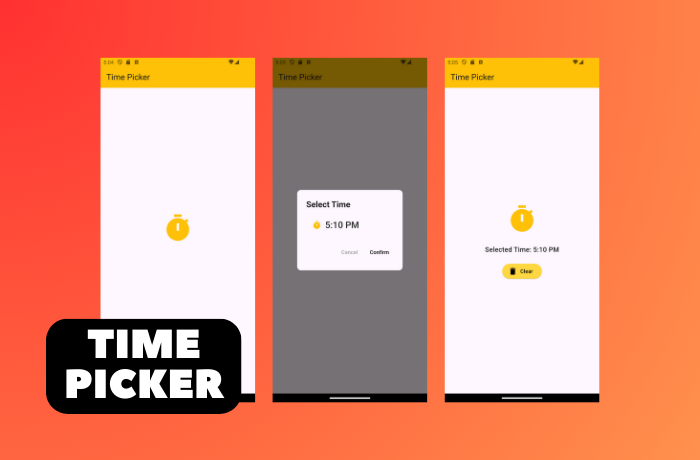 5:04
Time Picker
5:05
Time Picker
Select Time
5:10 PM
Cancel
Confirm
5:05
Time Picker
Selected Time: 5:10 PM
Clear
TIME
PICKER